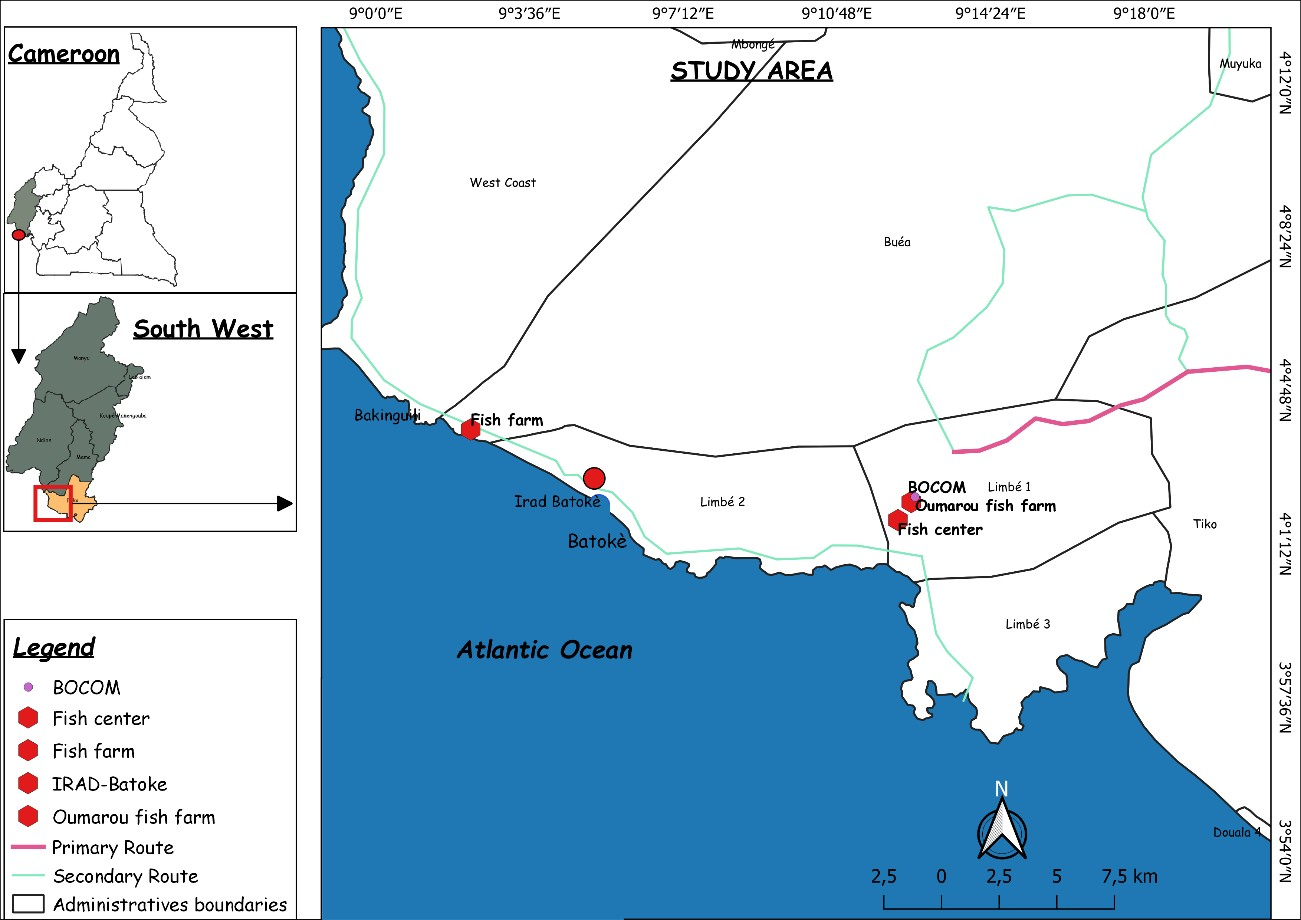 9°0′0″E 9°3′36″E 9°7′12″E 9°10′48″E 9°14′24″E 9°18′0″E
Cameroon
Mbongé
STUDY AREA
Muyuka
4°12′0″N
West Coast
Buéa
4°8′24″N
South West
Manyu
Ndian
Meme
4°4′48″N
Bakinguili
Fish farm
BOCOM
Limbé 1
Irad Batokè
Limbé 2
Oumarou fish farm
Fish center
Tiko
Batokè
4°1′12″N
Limbé 3
Atlantic Ocean
3°57′36″N
Legend
BOCOM
Fish center
Fish farm
IRAD-Batoke
Oumarou fish farm
Primary Route
Secondary Route
Administratives boundaries
N
Douala 4
3°54′0″N
2,5 0 2,5 5 7,5 km